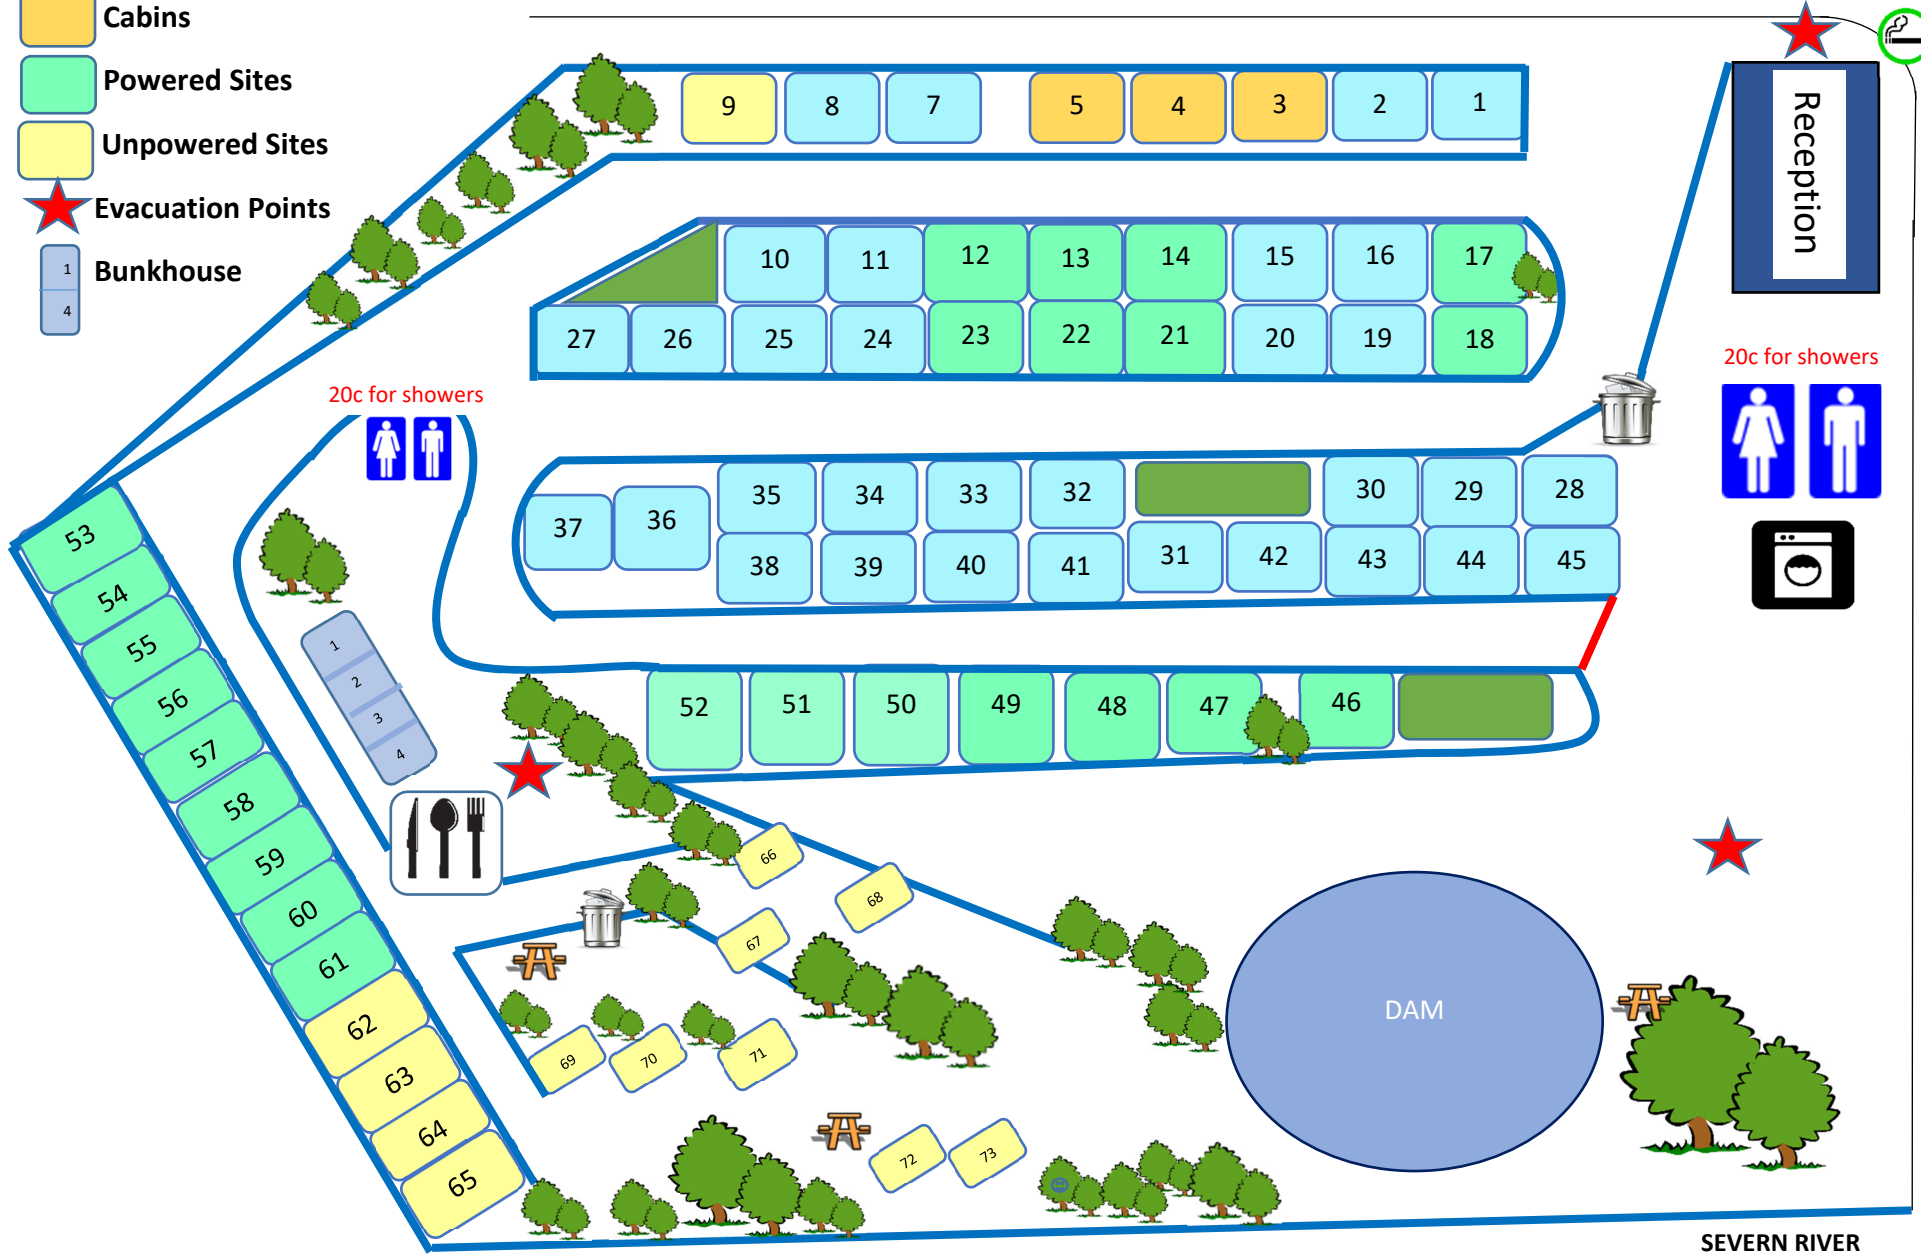 Cabins
Powered Sites
Unpowered Sites
Evacuation Points
1
4
Bunkhouse
9 8 7 5 4 3 2 1
Reception
10 11 12 13 14 15 16 17
27 26 25 24 23 22 21 20 19 18
20c for showers
20c for showers
35 34 33 32 30 29 28
37 36
38 39 40 41 31 42 43 44 45
53
54
55
56
57
58
59
60
61
62
63
64
65
1
2
3
4
52 51 50 49 48 47 46
66
68
67
69 70 71
72 73
DAM
SEVERN RIVER